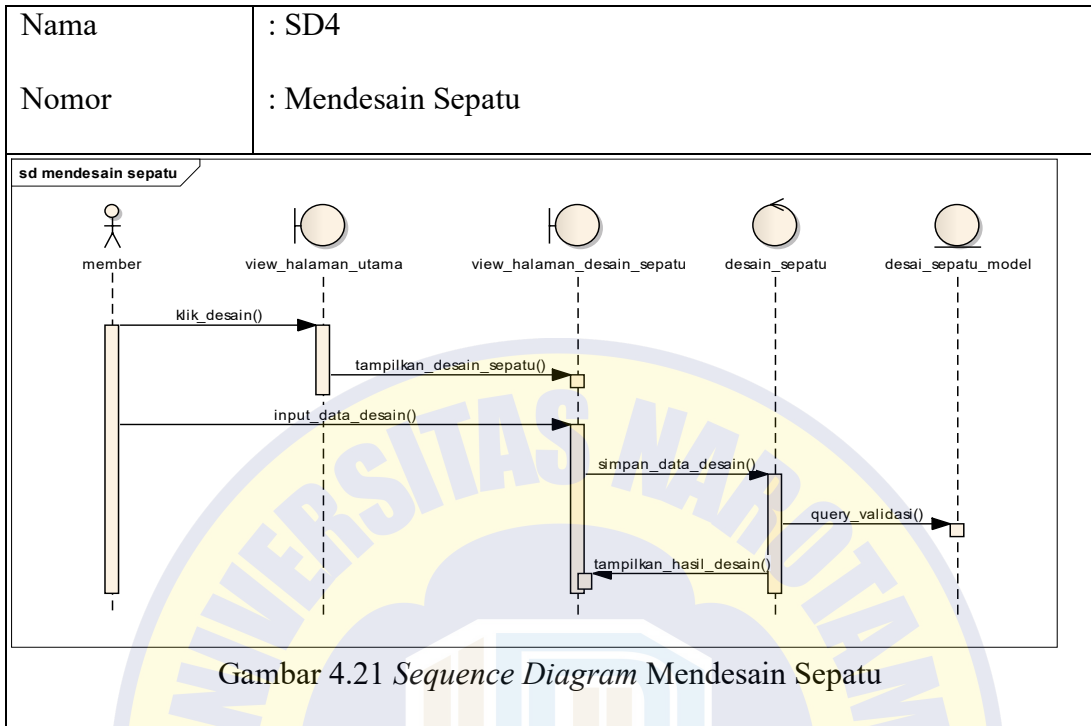 Nama : SD4
Nomor : Mendesain Sepatu
sd mendesain sepatu
member view_halaman_utama view_halaman_desain_sepatu desain_sepatu desai_sepatu_model
klik_desain()
tampilkan_desain_sepatu()
input_data_desain()
simpan_data_desain()
query_validasi()
tampilkan_hasil_desain()
Gambar 4.21 Sequence Diagram Mendesain Sepatu